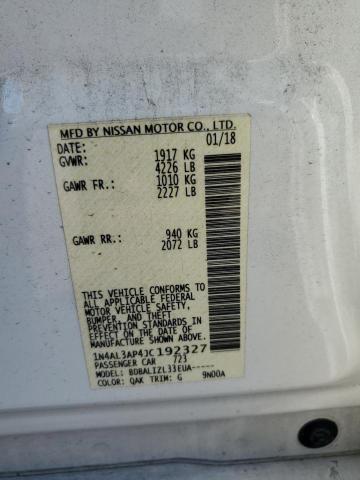 MFD BY NISSAN MOTOR CO., LTD.
DATE: 01/18
GVWR: 1917 KG
4226 LB
GAWR FR.: 1010 KG
2227 LB
GAWR RR.: 940 KG
2072 LB
THIS VEHICLE CONFORMS TO
ALL APPLICABLE FEDERAL
MOTOR VEHICLE SAFETY,
BUMPER, AND THEFT
PREVENTION STANDARDS IN
EFFECT ON THE DATE OF
MANUFACTURE SHOWN ABOVE.
1N4AL3AP4JC192327
PASSENGER CAR 723
MODEL: BDBALIZL33EUA-----
COLOR: QAK TRIM: G 9N00A